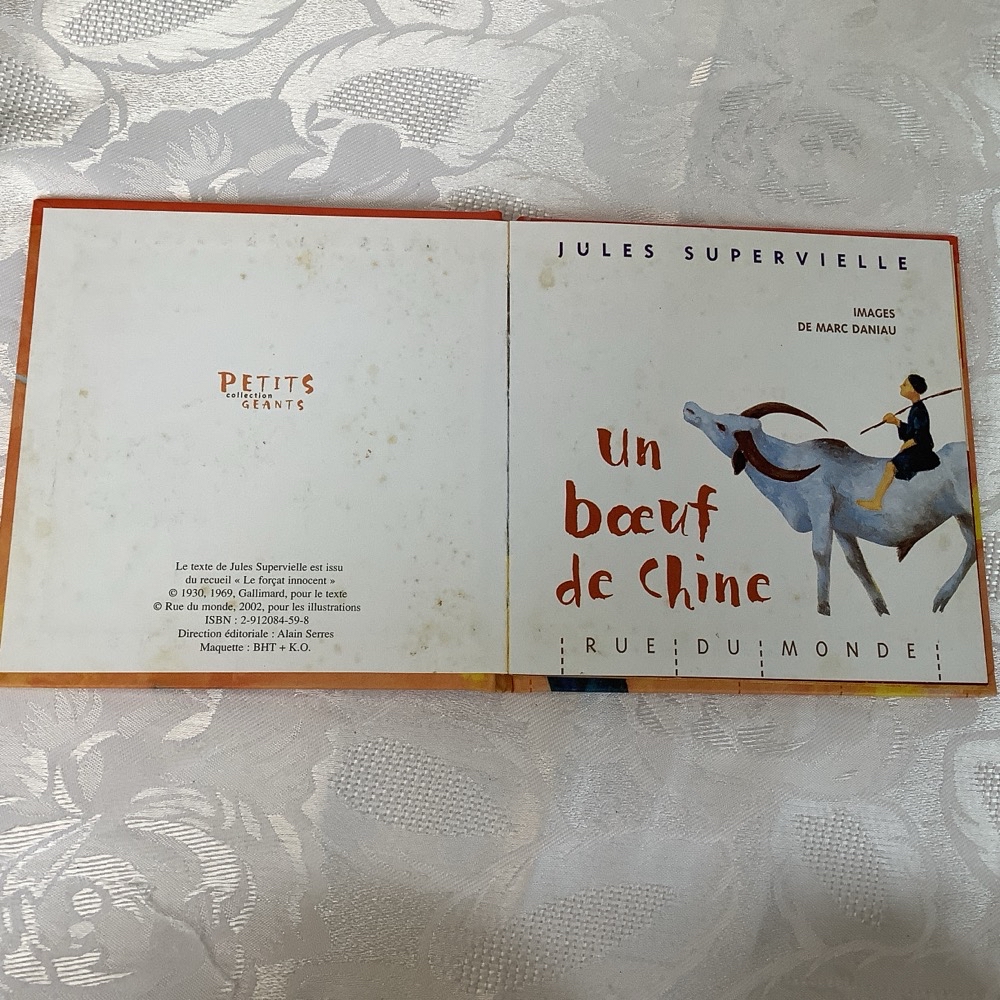 PETITS
collection
GEANTS
Le texte de Jules Supervielle est issu
du recueil « Le forçat innocent »
© 1930, 1969, Gallimard, pour le texte
© Rue du monde, 2002, pour les illustrations
ISBN : 2-912084-59-8
Direction éditoriale : Alain Serres
Maquette : BHT + K.O.
JULES SUPERVIELLE
IMAGES
DE MARC DANIAU
Un
bœuf
de Chine
RUE DU MONDE